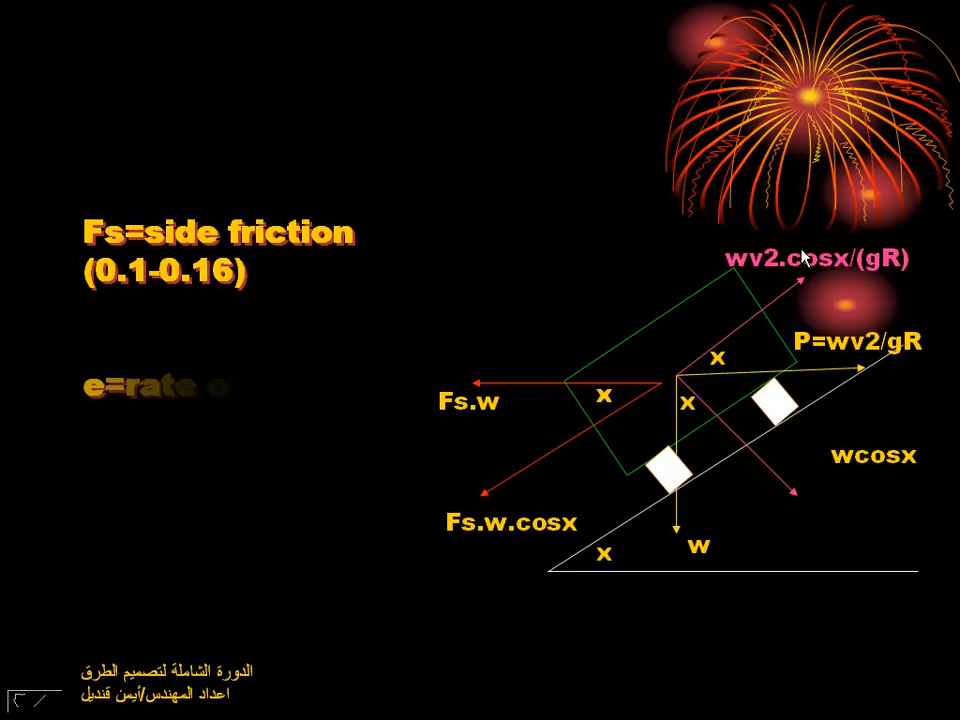 Fs=side friction
(0.1-0.16)
e=rate
wv2.cosx/(gR)
P=wv2/gR
x
Fs.w
x
x
wcosx
Fs.w.cosx
w
x
الدورة الشاملة لتصميم الطرق
اعداد المهندس/أيمن قنديل